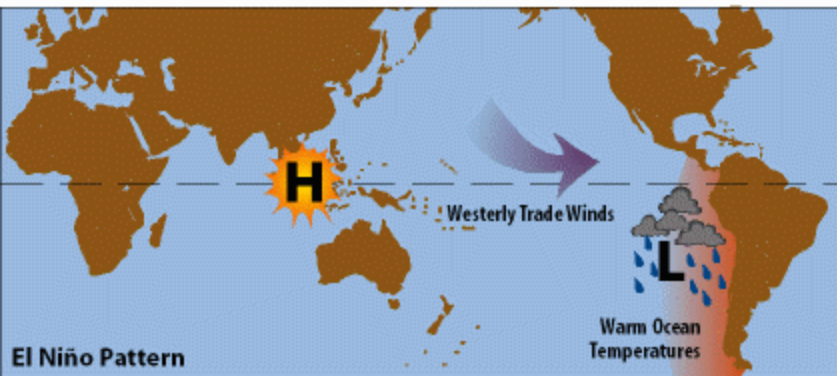 H
Westerly Trade Winds
L
Warm Ocean
Temperatures
El Niño Pattern